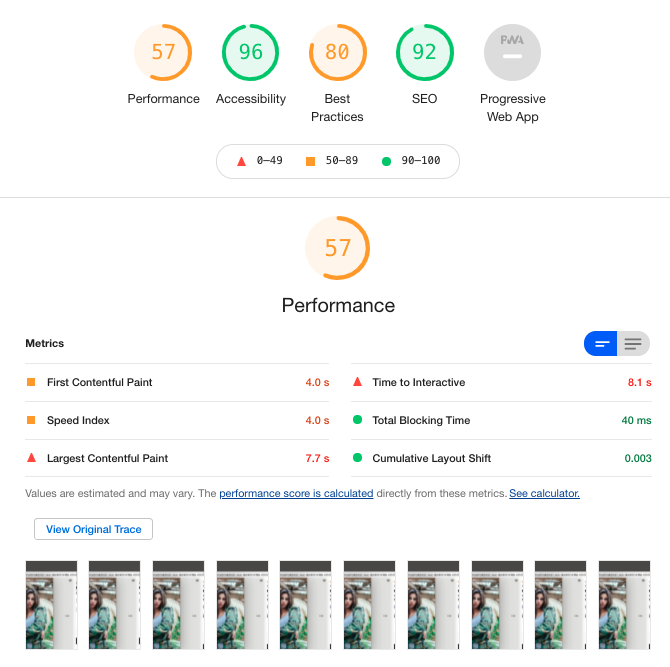 57
96
80
92
PWA
Performance
Accessibility
Best
Practices
SEO
Progressive
Web App
0–49
50–89
90–100
57
Performance
Metrics
First Contentful Paint 4.0 s
Time to Interactive 8.1 s
Speed Index 4.0 s
Total Blocking Time 40 ms
Largest Contentful Paint 7.7 s
Cumulative Layout Shift 0.003
Values are estimated and may vary. The performance score is calculated directly from these metrics. See calculator.
View Original Trace